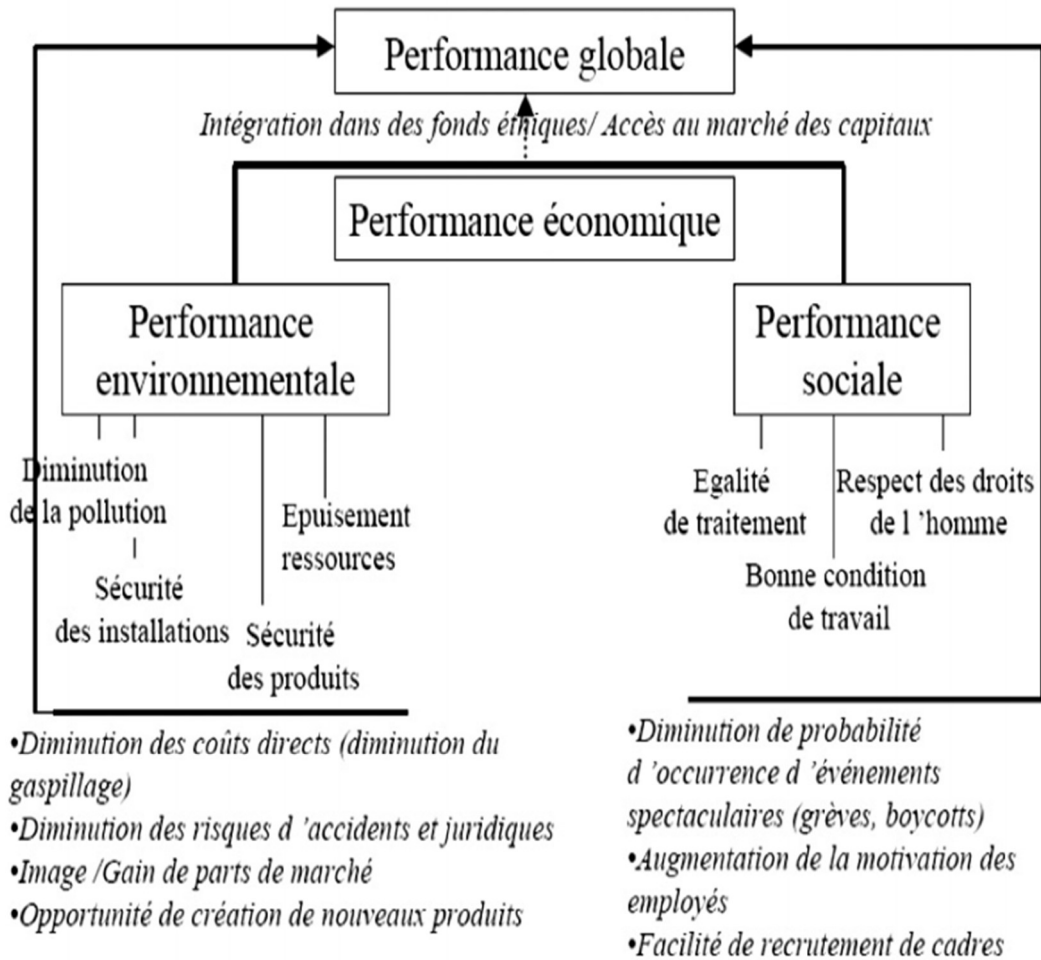 Performance globale
Intégration dans des fonds éthiques/ Accès au marché des capitaux
Performance économique
Performance
environnementale
Performance
sociale
Diminution
de la pollution
Sécurité
des installations
Sécurité
des produits
Epuisement
ressources
Egalité
de traitement
Bonne condition
de travail
Respect des droits
de l ’homme
•Diminution des coûts directs (diminution du
gaspillage)
•Diminution des risques d ’accidents et juridiques
•Image /Gain de parts de marché
•Opportunité de création de nouveaux produits
•Diminution de probabilité
d ’occurrence d ’événements
spectaculaires (grèves, boycotts)
•Augmentation de la motivation des
employés
•Facilité de recrutement de cadres